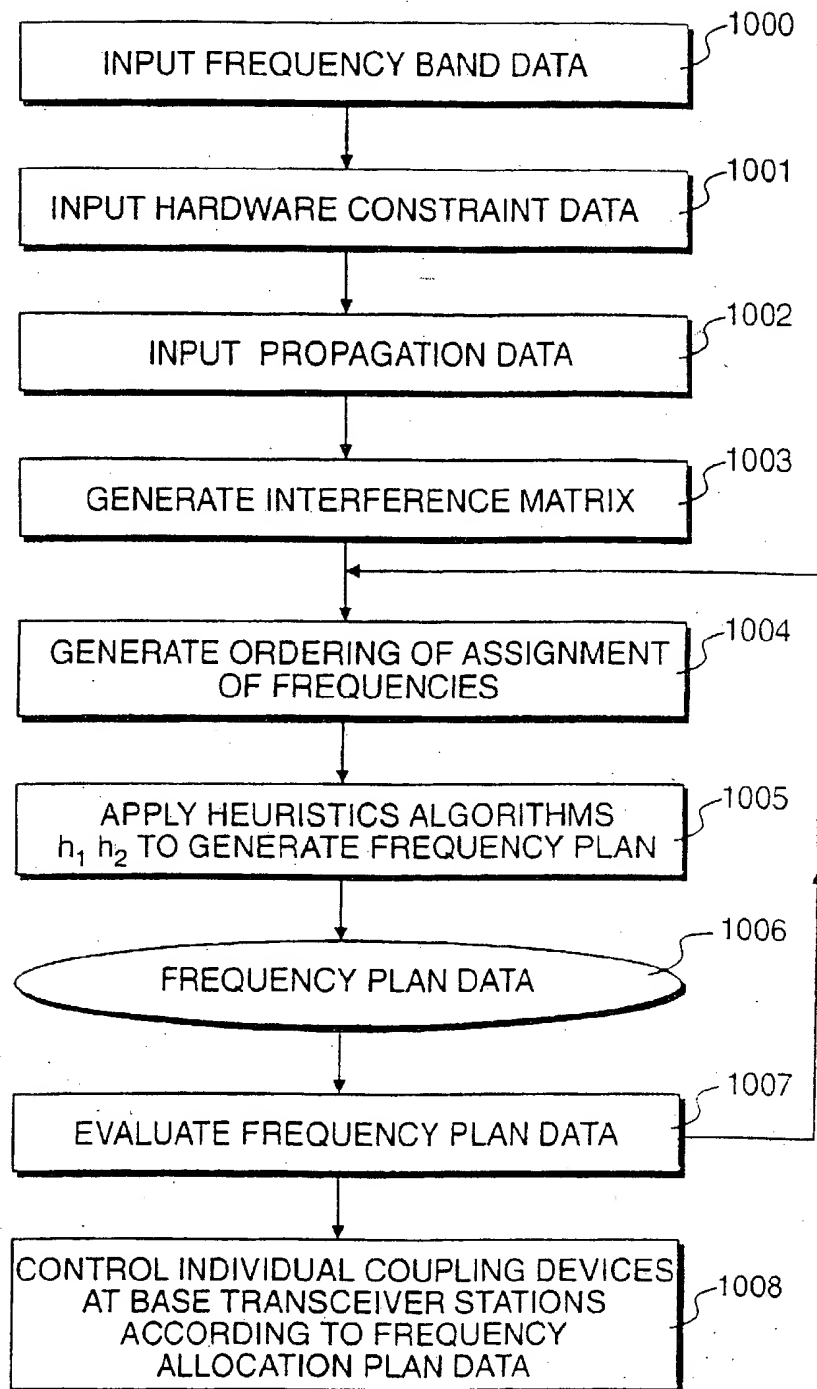 1000
INPUT FREQUENCY BAND DATA
1001
INPUT HARDWARE CONSTRAINT DATA
1002
INPUT PROPAGATION DATA
1003
GENERATE INTERFERENCE MATRIX
1004
GENERATE ORDERING OF ASSIGNMENT
OF FREQUENCIES
1005
APPLY HEURISTICS ALGORITHMS
h₁ h₂ TO GENERATE FREQUENCY PLAN
1006
FREQUENCY PLAN DATA
1007
EVALUATE FREQUENCY PLAN DATA
CONTROL INDIVIDUAL COUPLING DEVICES
AT BASE TRANSCEIVER STATIONS
1008
ACCORDING TO FREQUENCY
ALLOCATION PLAN DATA